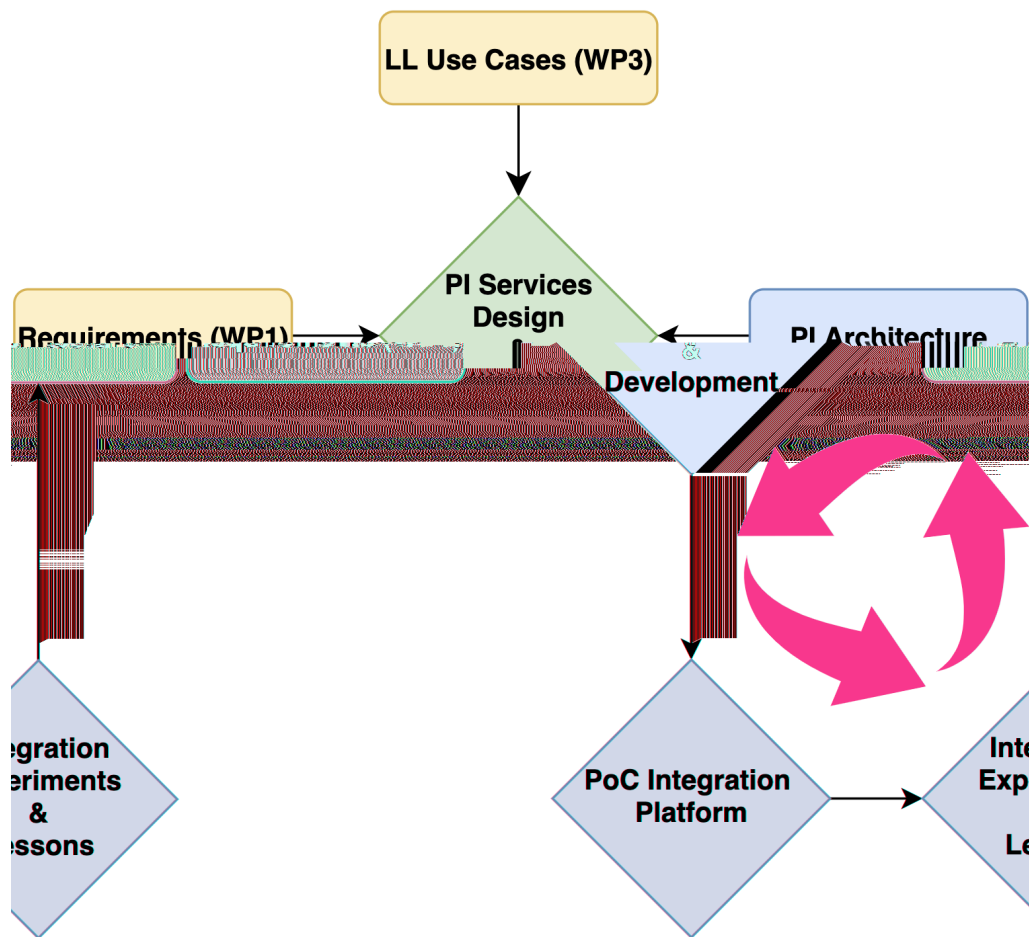 LL Use Cases (WP3)
PI Services
Design
Requirements (WP1)
PI Architecture
&
Development
egration
eriments
&
essons
PoC Integration
Platform
Inte
Exp
Le